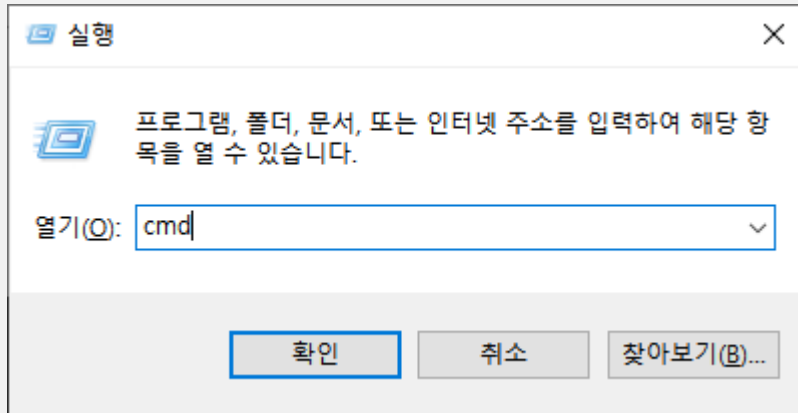 실행
프로그램, 폴더, 문서, 또는 인터넷 주소를 입력하여 해당 항
목을 열 수 있습니다.
열기(O): cmd
확인 취소 찾아보기(B)...